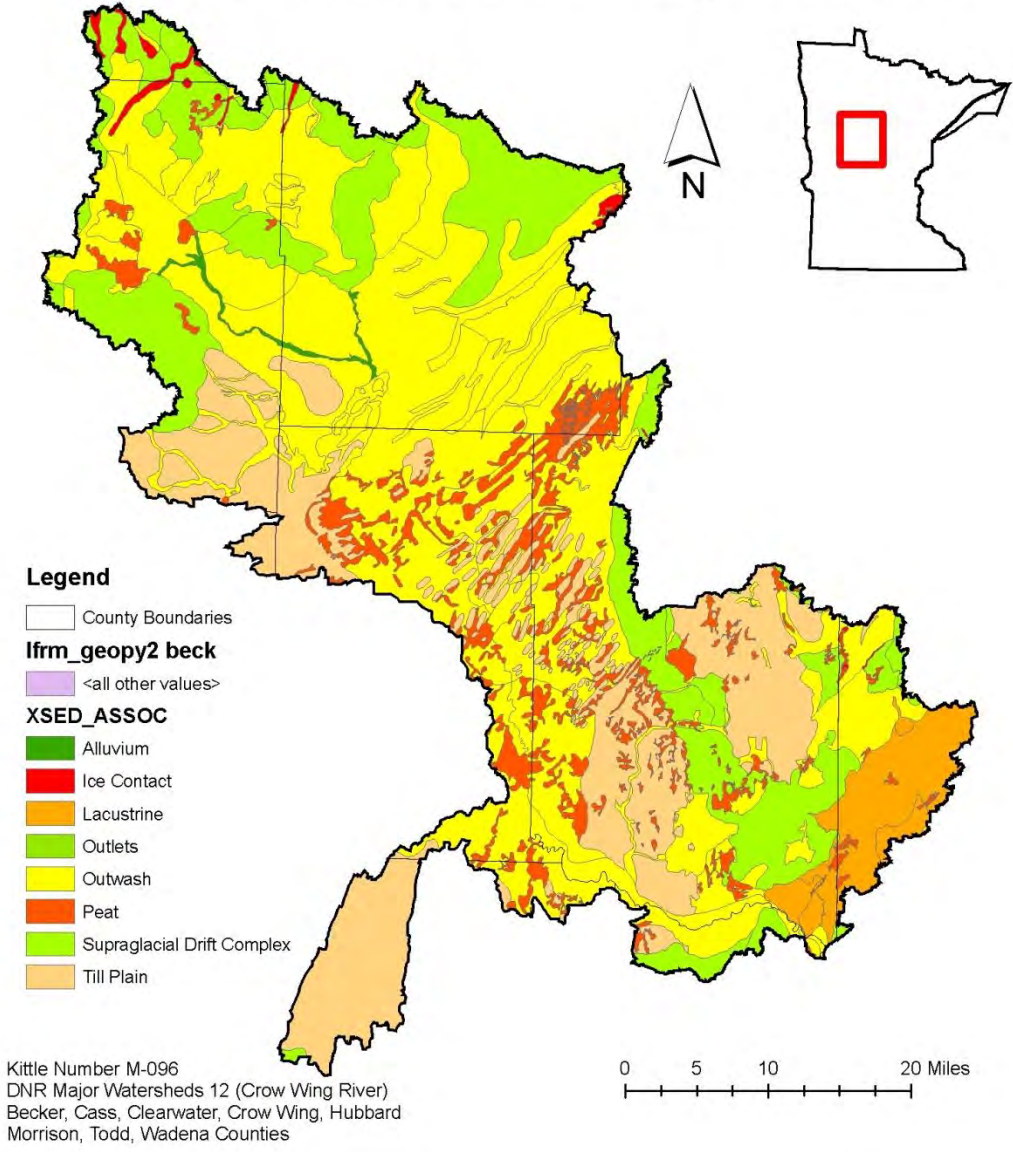 N
Legend
County Boundaries
lfrm_geopy2 beck
<all other values>
XSED_ASSOC
Alluvium
Ice Contact
Lacustrine
Outlets
Outwash
Peat
Supraglacial Drift Complex
Till Plain
Kittle Number M-096
DNR Major Watersheds 12 (Crow Wing River)
Becker, Cass, Clearwater, Crow Wing, Hubbard
Morrison, Todd, Wadena Counties
0 5 10 20 Miles